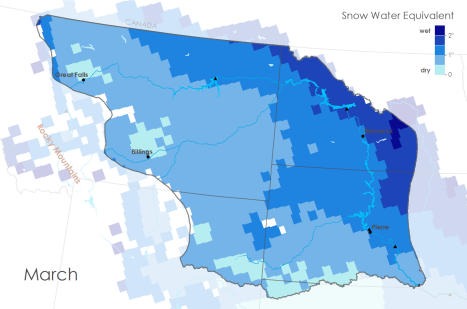 Snow Water Equivalent
wet
2"
1"
dry
0
CANADA
Great Falls
Rocky Mountains
Billings
Pierre
March